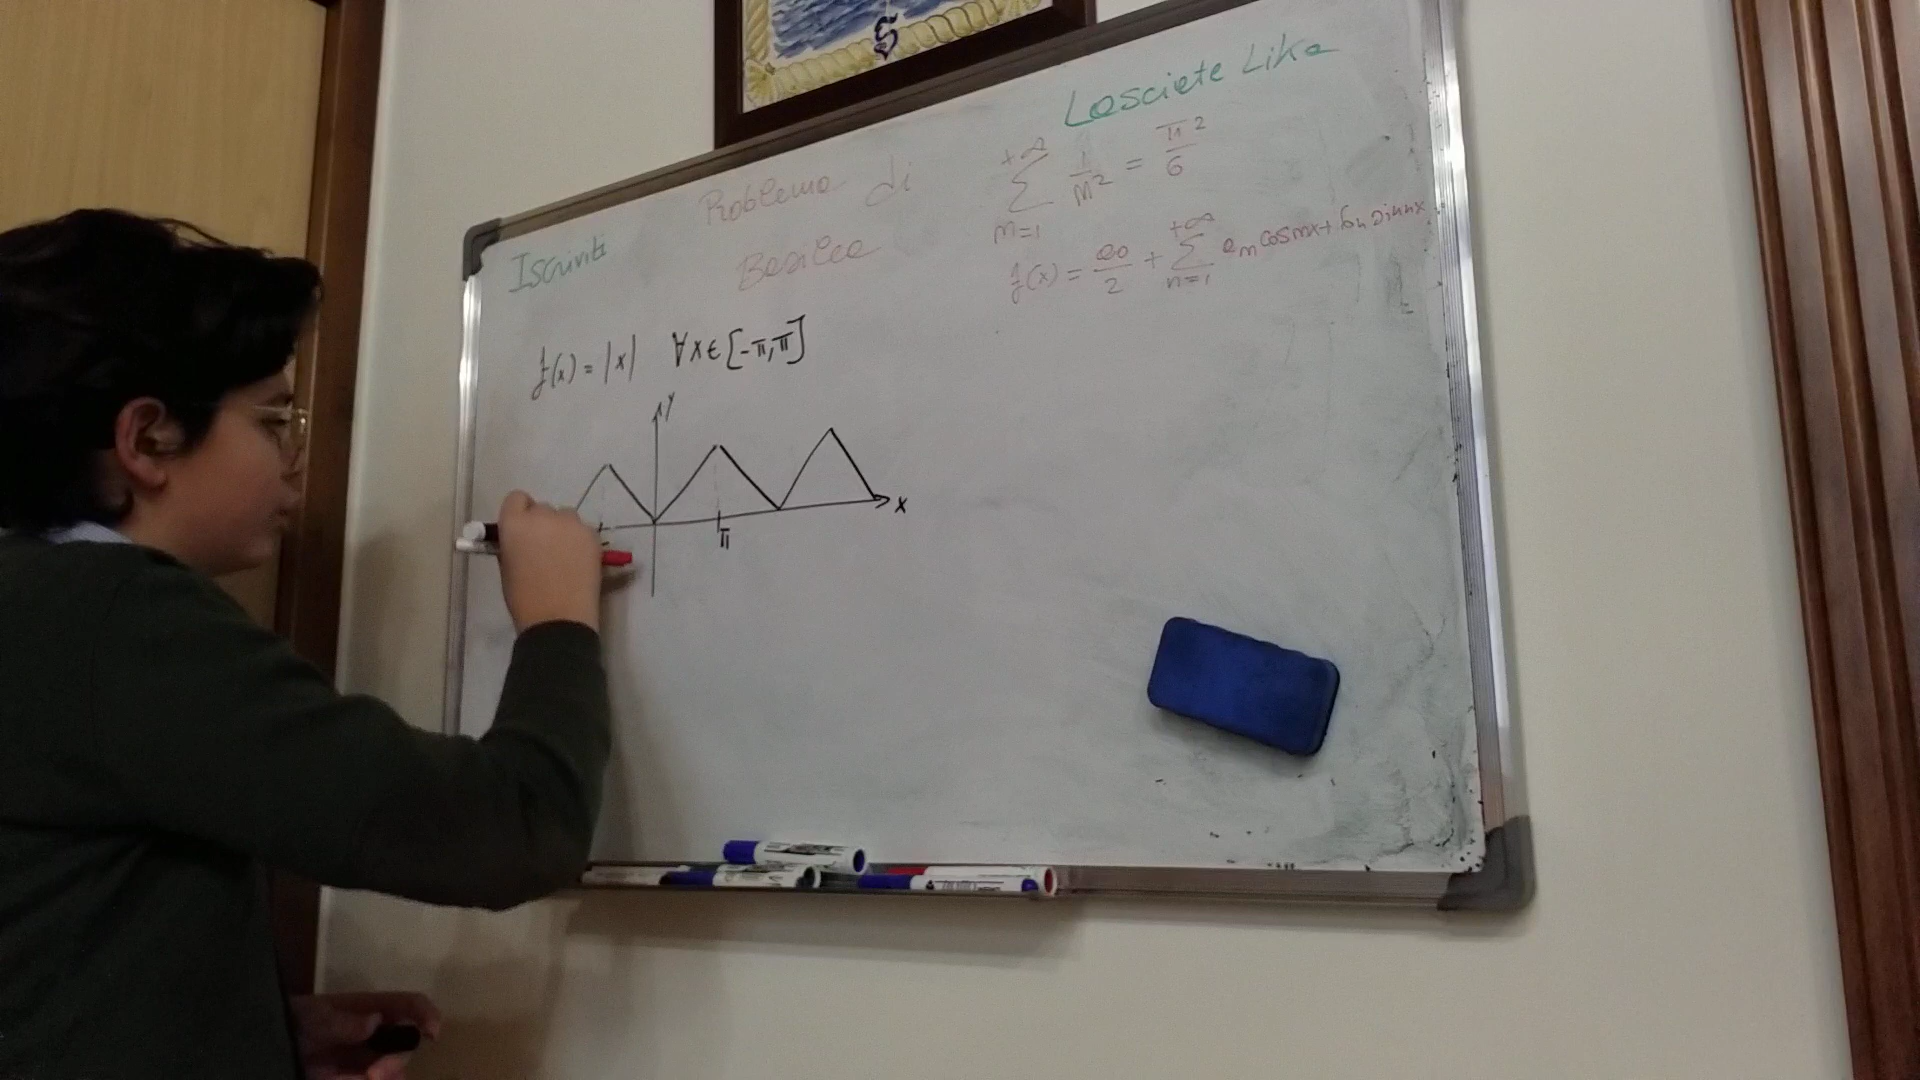 Lasciate Like
Problema di
Basilea
Iscriviti
+∞
∑ 1/n² = π²/6
n=1
f(x) = a₀/2 + ∑ aₙ cos nx + bₙ sin nx
+∞
n=1
f(x) = |x| ∀x ∈ [-π, π]
y
x
π